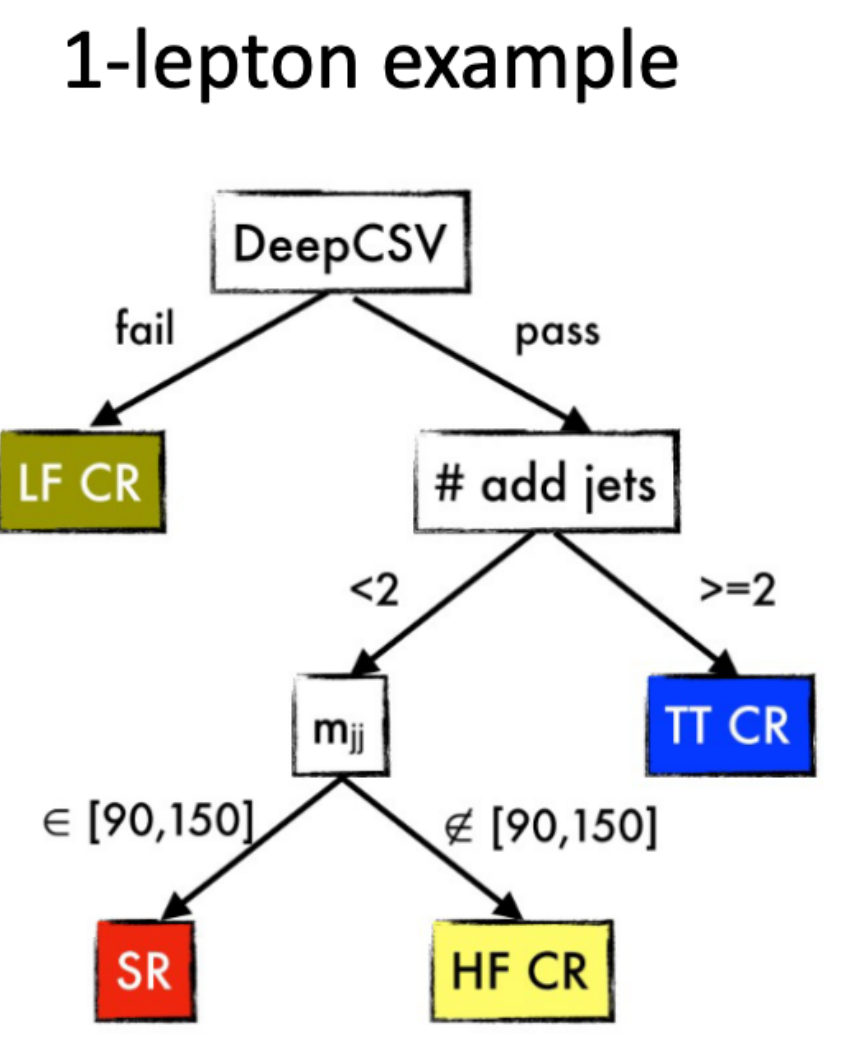 1-lepton example
DeepCSV
fail
pass
LF CR
# add jets
<2
>=2
mjj
TT CR
∈ [90,150]
∉ [90,150]
SR
HF CR